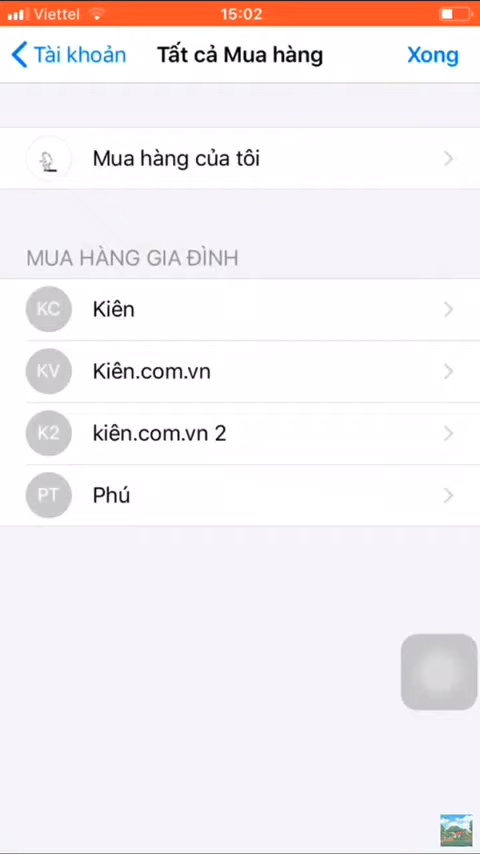 Viettel 15:02
Tài khoản Tất cả Mua hàng Xong
Mua hàng của tôi
MUA HÀNG GIA ĐÌNH
KC Kiên
KV Kiên.com.vn
K2 kiên.com.vn 2
PT Phú